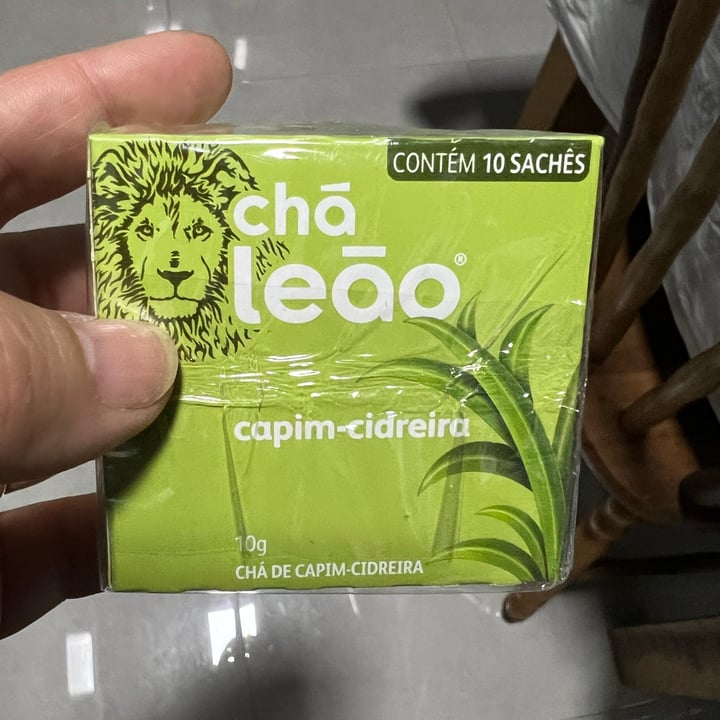 CONTÉM 10 SACHÊS
chá
leão®
capim-cidreira
10g
CHÁ DE CAPIM-CIDREIRA